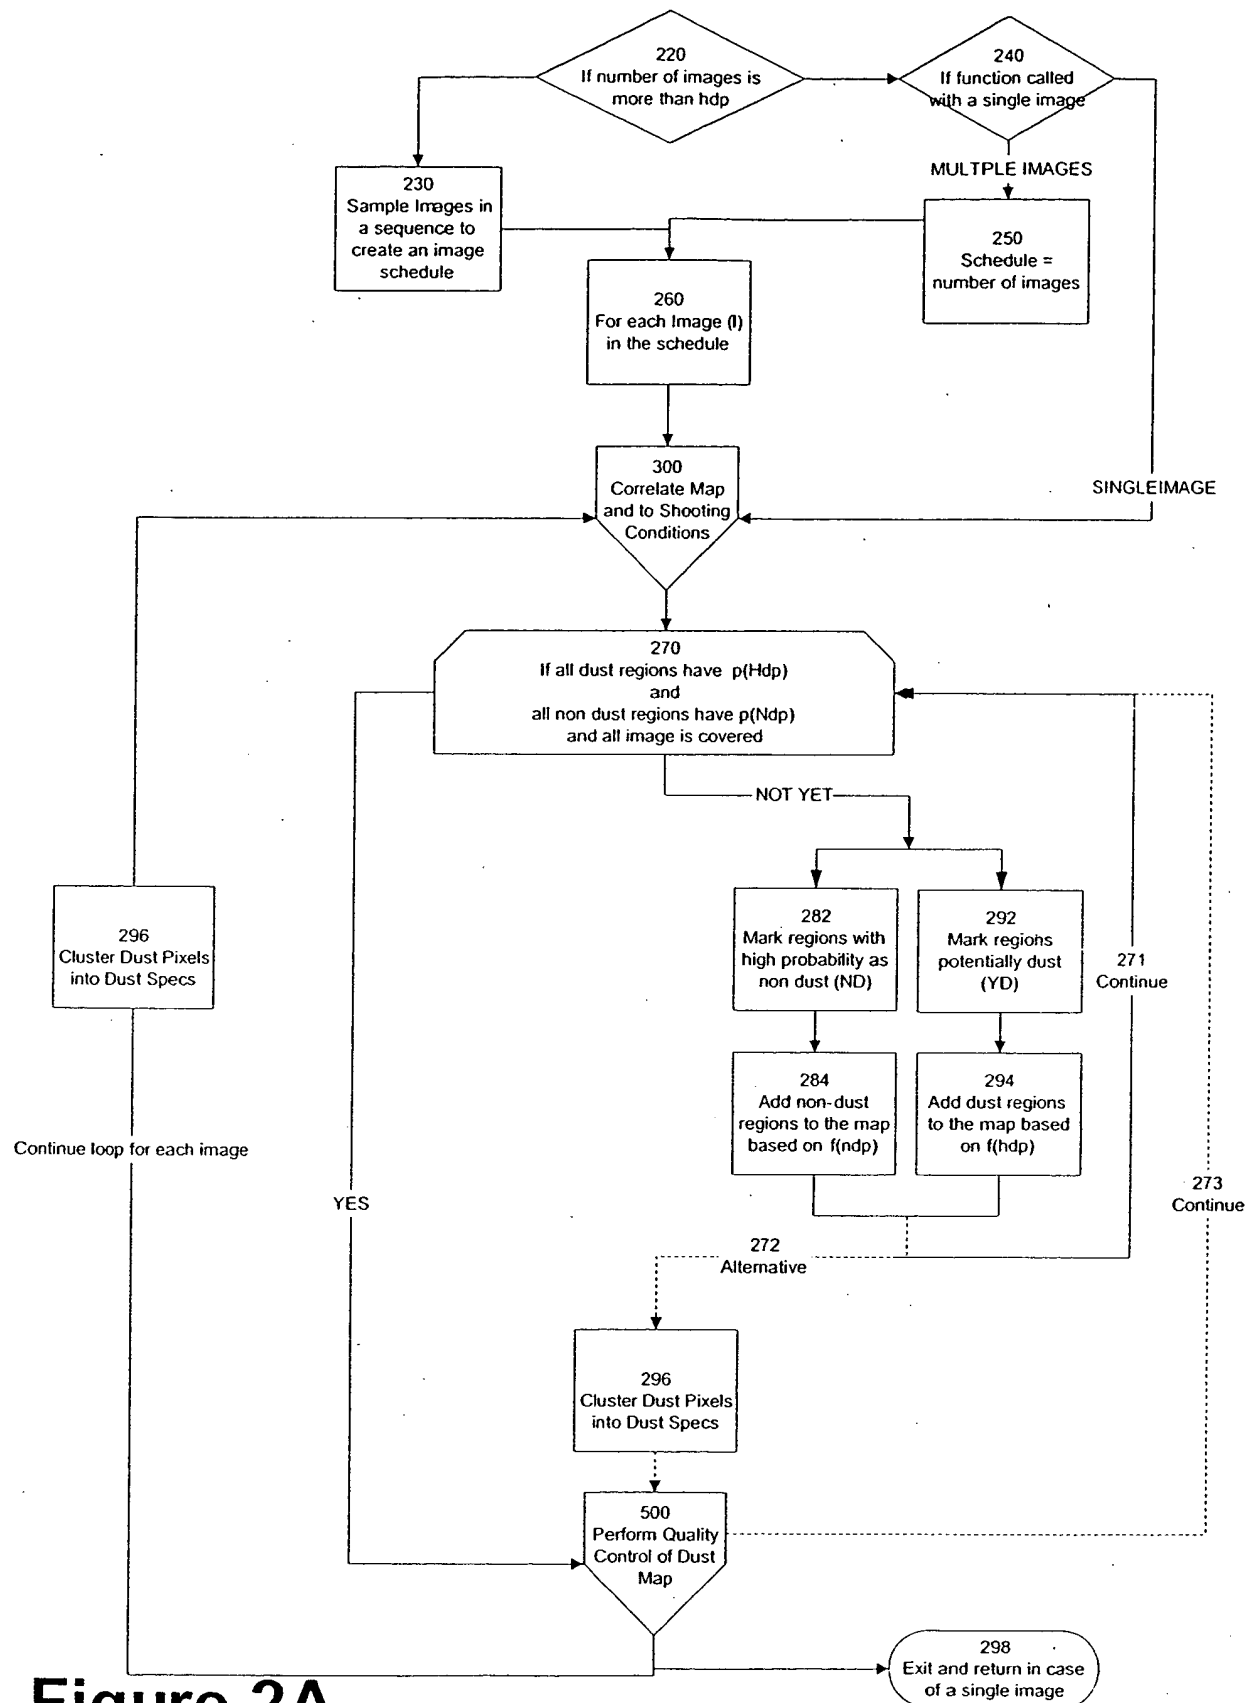 220
If number of images is
more than hdp
240
If function called
with a single image
MULTPLE IMAGES
230
Sample Images in
a sequence to
create an image
schedule
250
Schedule =
number of images
260
For each Image (I)
in the schedule
300
Correlate Map
and to Shooting
Conditions
SINGLEIMAGE
270
If all dust regions have p(Hdp)
and
all non dust regions have p(Ndp)
and all image is covered
NOT YET
296
Cluster Dust Pixels
into Dust Specs
282
Mark regions with
high probability as
non dust (ND)
292
Mark regions
potentially dust
(YD)
271
Continue
284
Add non-dust
regions to the map
based on f(ndp)
294
Add dust regions
to the map based
on f(hdp)
Continue loop for each image
YES
273
Continue
272
Alternative
296
Cluster Dust Pixels
into Dust Specs
500
Perform Quality
Control of Dust
Map
298
Exit and return in case
of a single image
Figure 2A